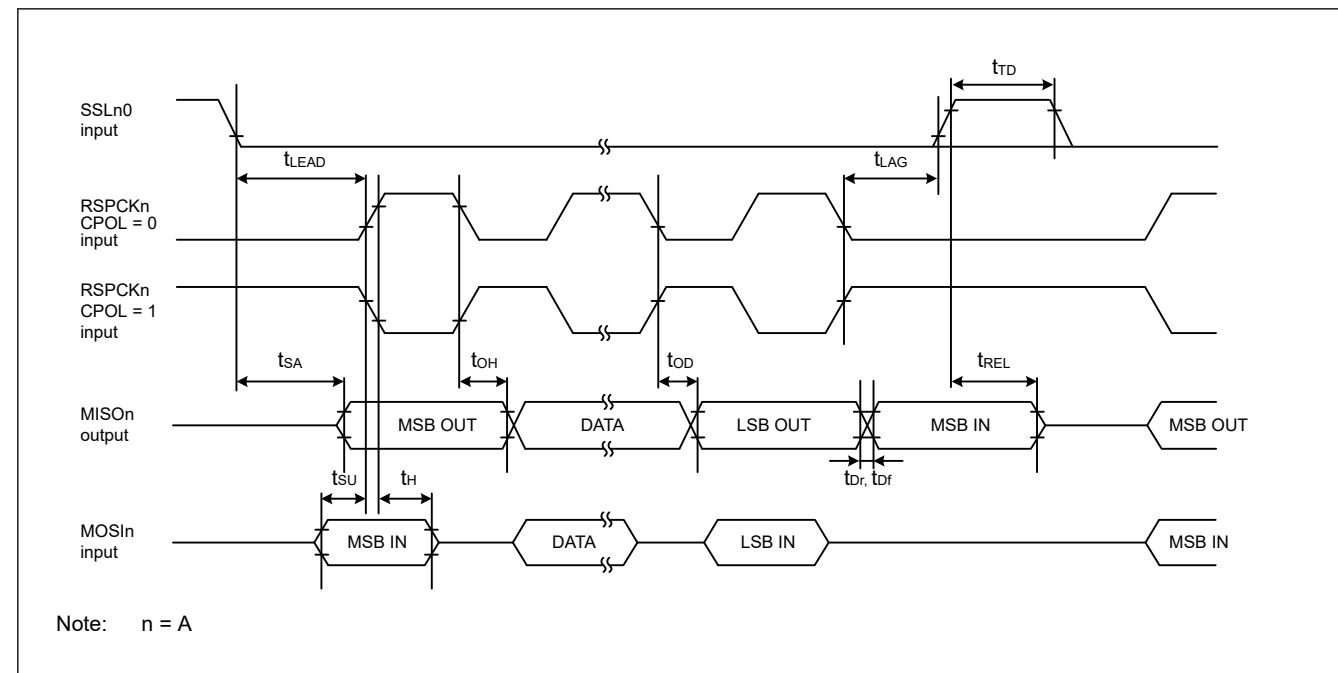 tTD
SSLn0
input
tLEAD
tLAG
RSPCKn
CPOL = 0
input
RSPCKn
CPOL = 1
input
tSA
tOH
tOD
tREL
MISOn
output
MSB OUT
DATA
LSB OUT
MSB IN
MSB OUT
tSU
tH
tDr, tDf
MOSIn
input
MSB IN
DATA
LSB IN
MSB IN
Note: n = A